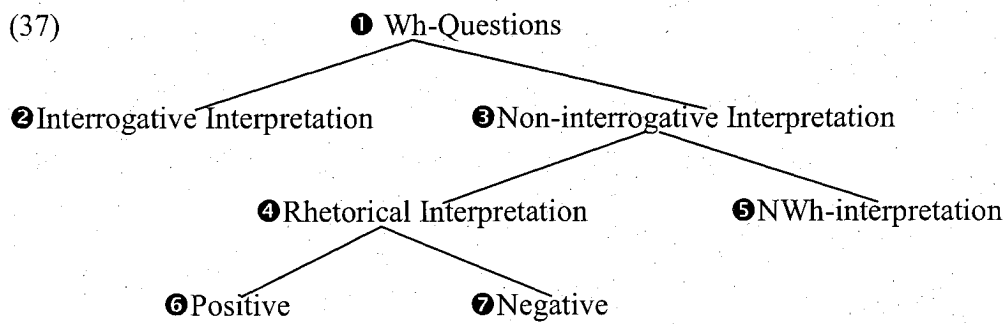 (37) ❶ Wh-Questions
❷Interrogative Interpretation ❸Non-interrogative Interpretation
❹Rhetorical Interpretation ❺NWh-interpretation
❻Positive ❼Negative